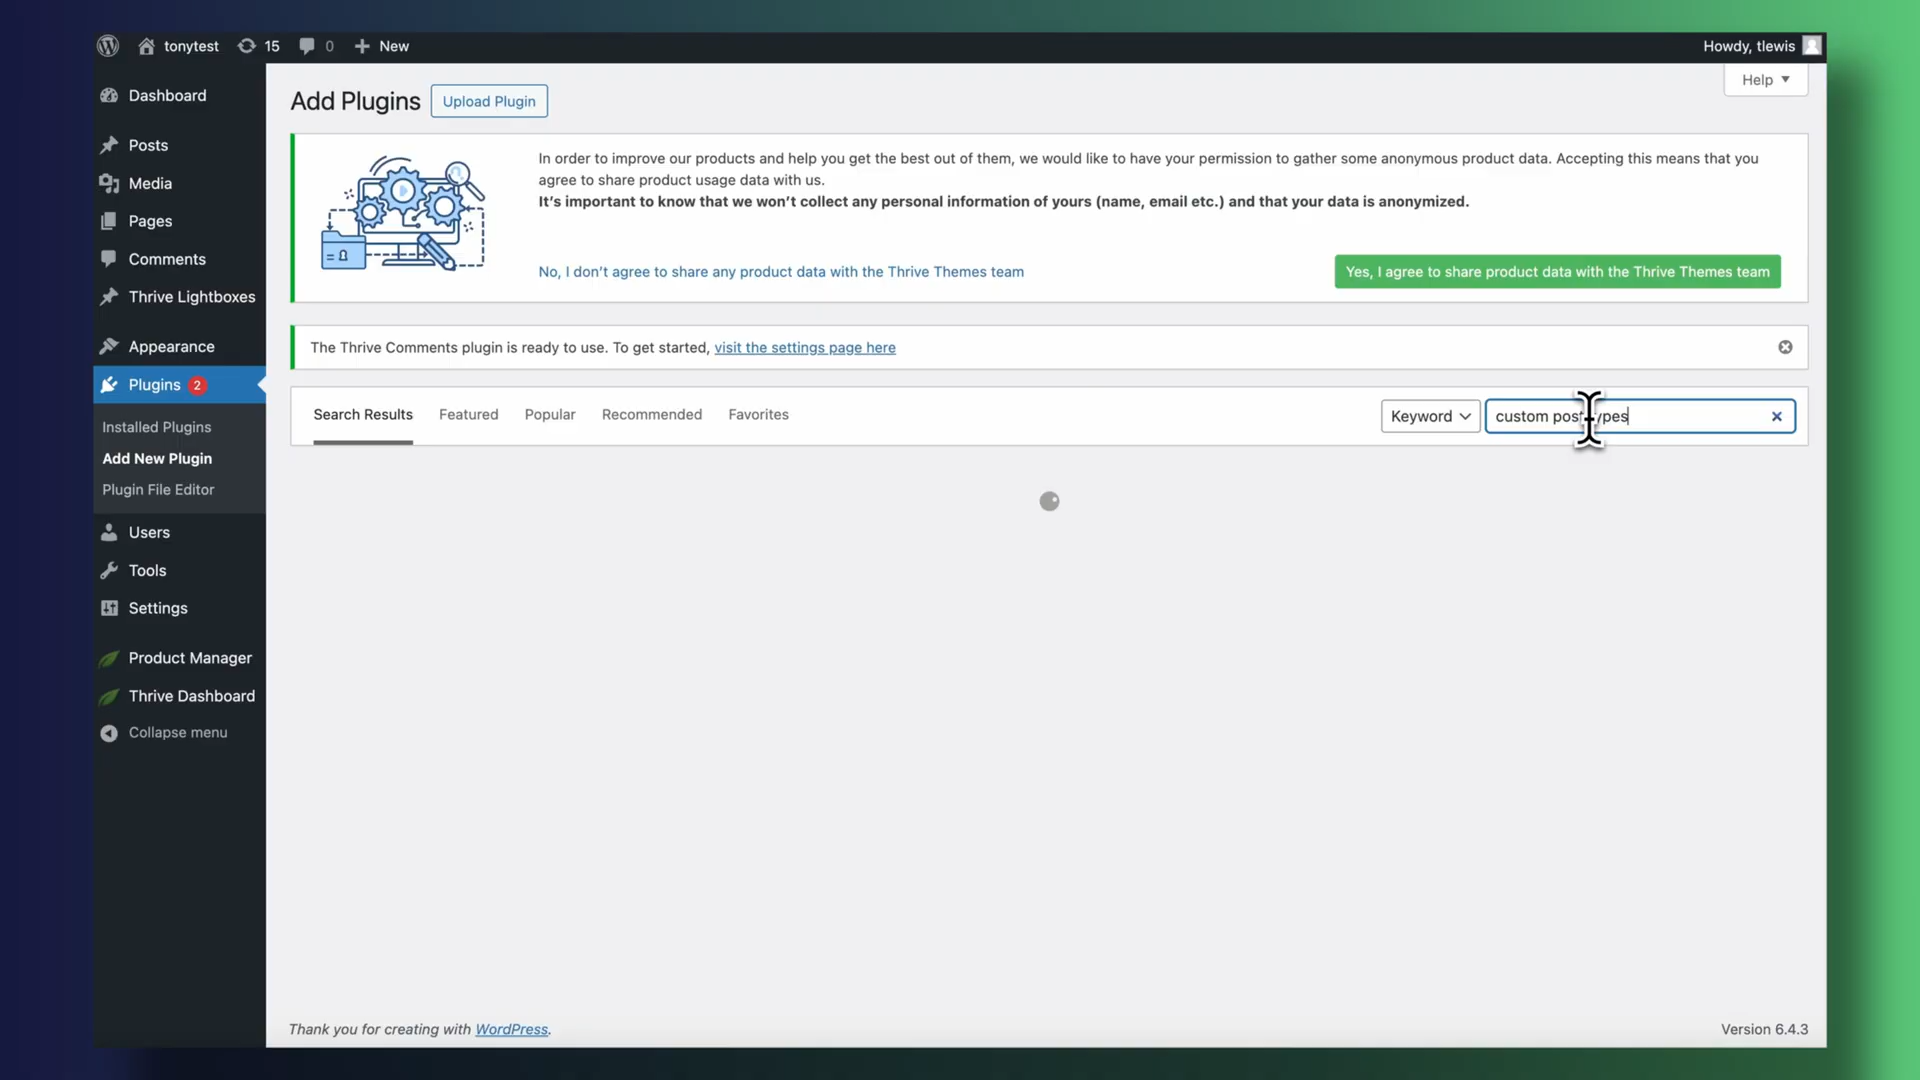 tonytest 15 0 New Howdy, tlewis
Help
Dashboard
Posts
Media
Pages
Comments
Thrive Lightboxes
Appearance
Plugins 2
Installed Plugins
Add New Plugin
Plugin File Editor
Users
Tools
Settings
Product Manager
Thrive Dashboard
Collapse menu
Add Plugins Upload Plugin
In order to improve our products and help you get the best out of them, we would like to have your permission to gather some anonymous product data. Accepting this means that you
agree to share product usage data with us.
It's important to know that we won't collect any personal information of yours (name, email etc.) and that your data is anonymized.
No, I don't agree to share any product data with the Thrive Themes team Yes, I agree to share product data with the Thrive Themes team
The Thrive Comments plugin is ready to use. To get started, visit the settings page here
Search Results Featured Popular Recommended Favorites Keyword custom post types
Thank you for creating with WordPress. Version 6.4.3